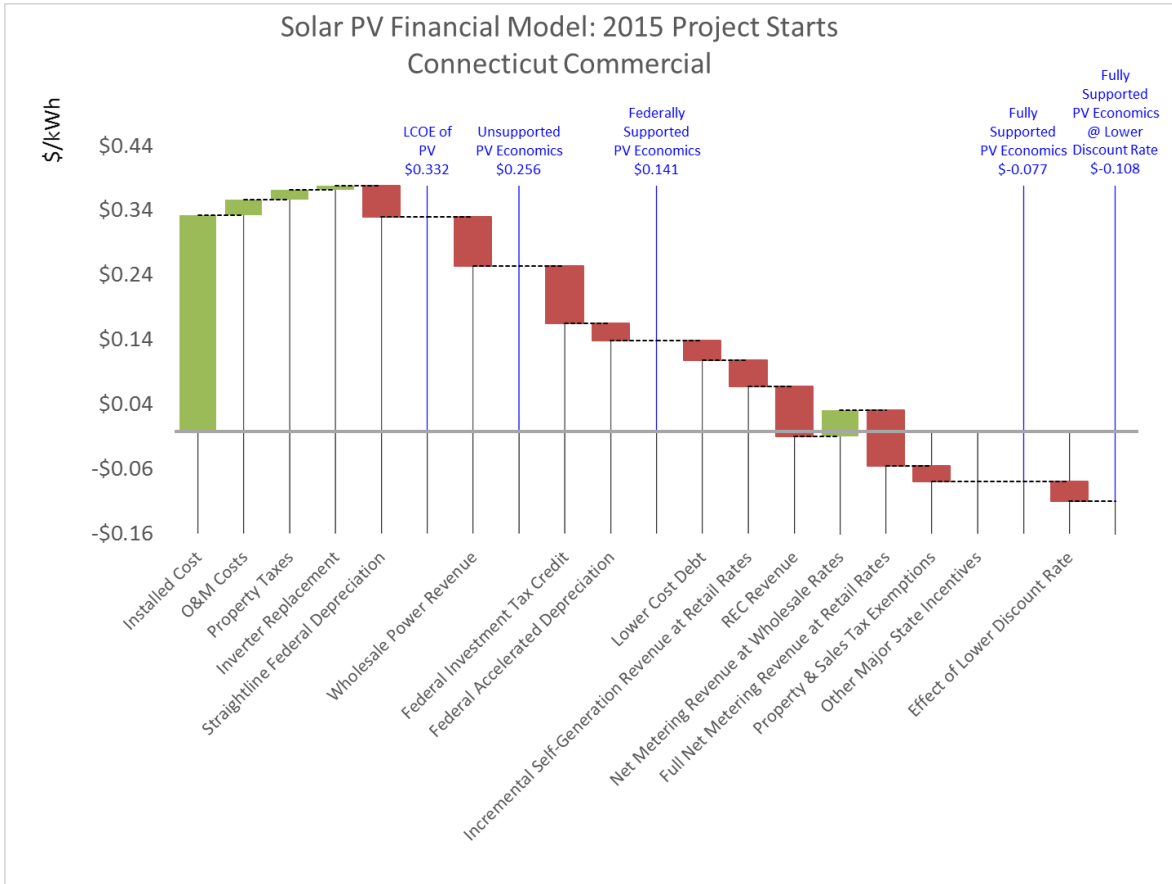 Solar PV Financial Model: 2015 Project Starts
Connecticut Commercial
$/kWh
$0.44
$0.34
$0.24
$0.14
$0.04
-$0.06
-$0.16
LCOE of
PV
$0.332
Unsupported
PV Economics
$0.256
Federally
Supported
PV Economics
$0.141
Fully
Supported
PV Economics
$-0.077
Fully
Supported
PV Economics
@ Lower
Discount Rate
$-0.108
Installed Cost
O&M Costs
Property Taxes
Inverter Replacement
Straightline Federal Depreciation
Wholesale Power Revenue
Federal Investment Tax Credit
Federal Accelerated Depreciation
Lower Cost Debt
Incremental Self-Generation Revenue at Retail Rates
REC Revenue
Net Metering Revenue at Wholesale Rates
Full Net Metering Revenue at Retail Rates
Property & Sales Tax Exemptions
Other Major State Incentives
Effect of Lower Discount Rate